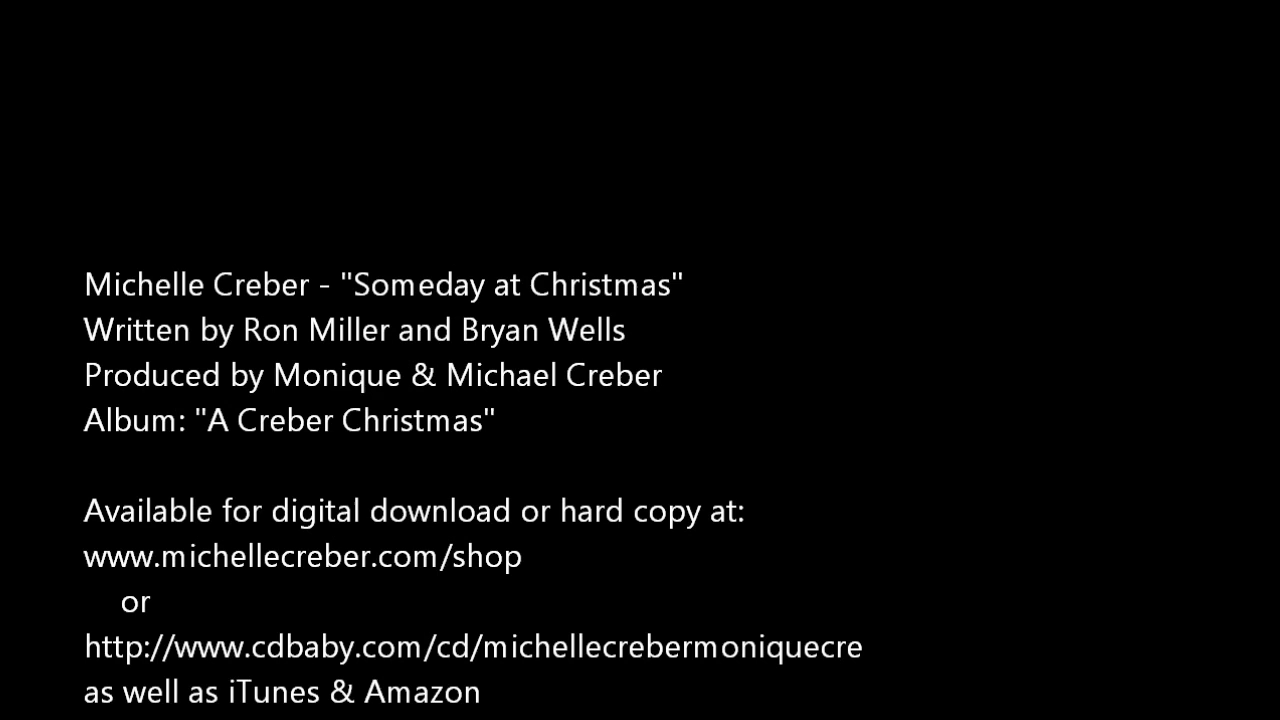 Michelle Creber - "Someday at Christmas"
Written by Ron Miller and Bryan Wells
Produced by Monique & Michael Creber
Album: "A Creber Christmas"
Available for digital download or hard copy at:
www.michellecreber.com/shop
or
http://www.cdbaby.com/cd/michellecrebermoniquecre
as well as iTunes & Amazon